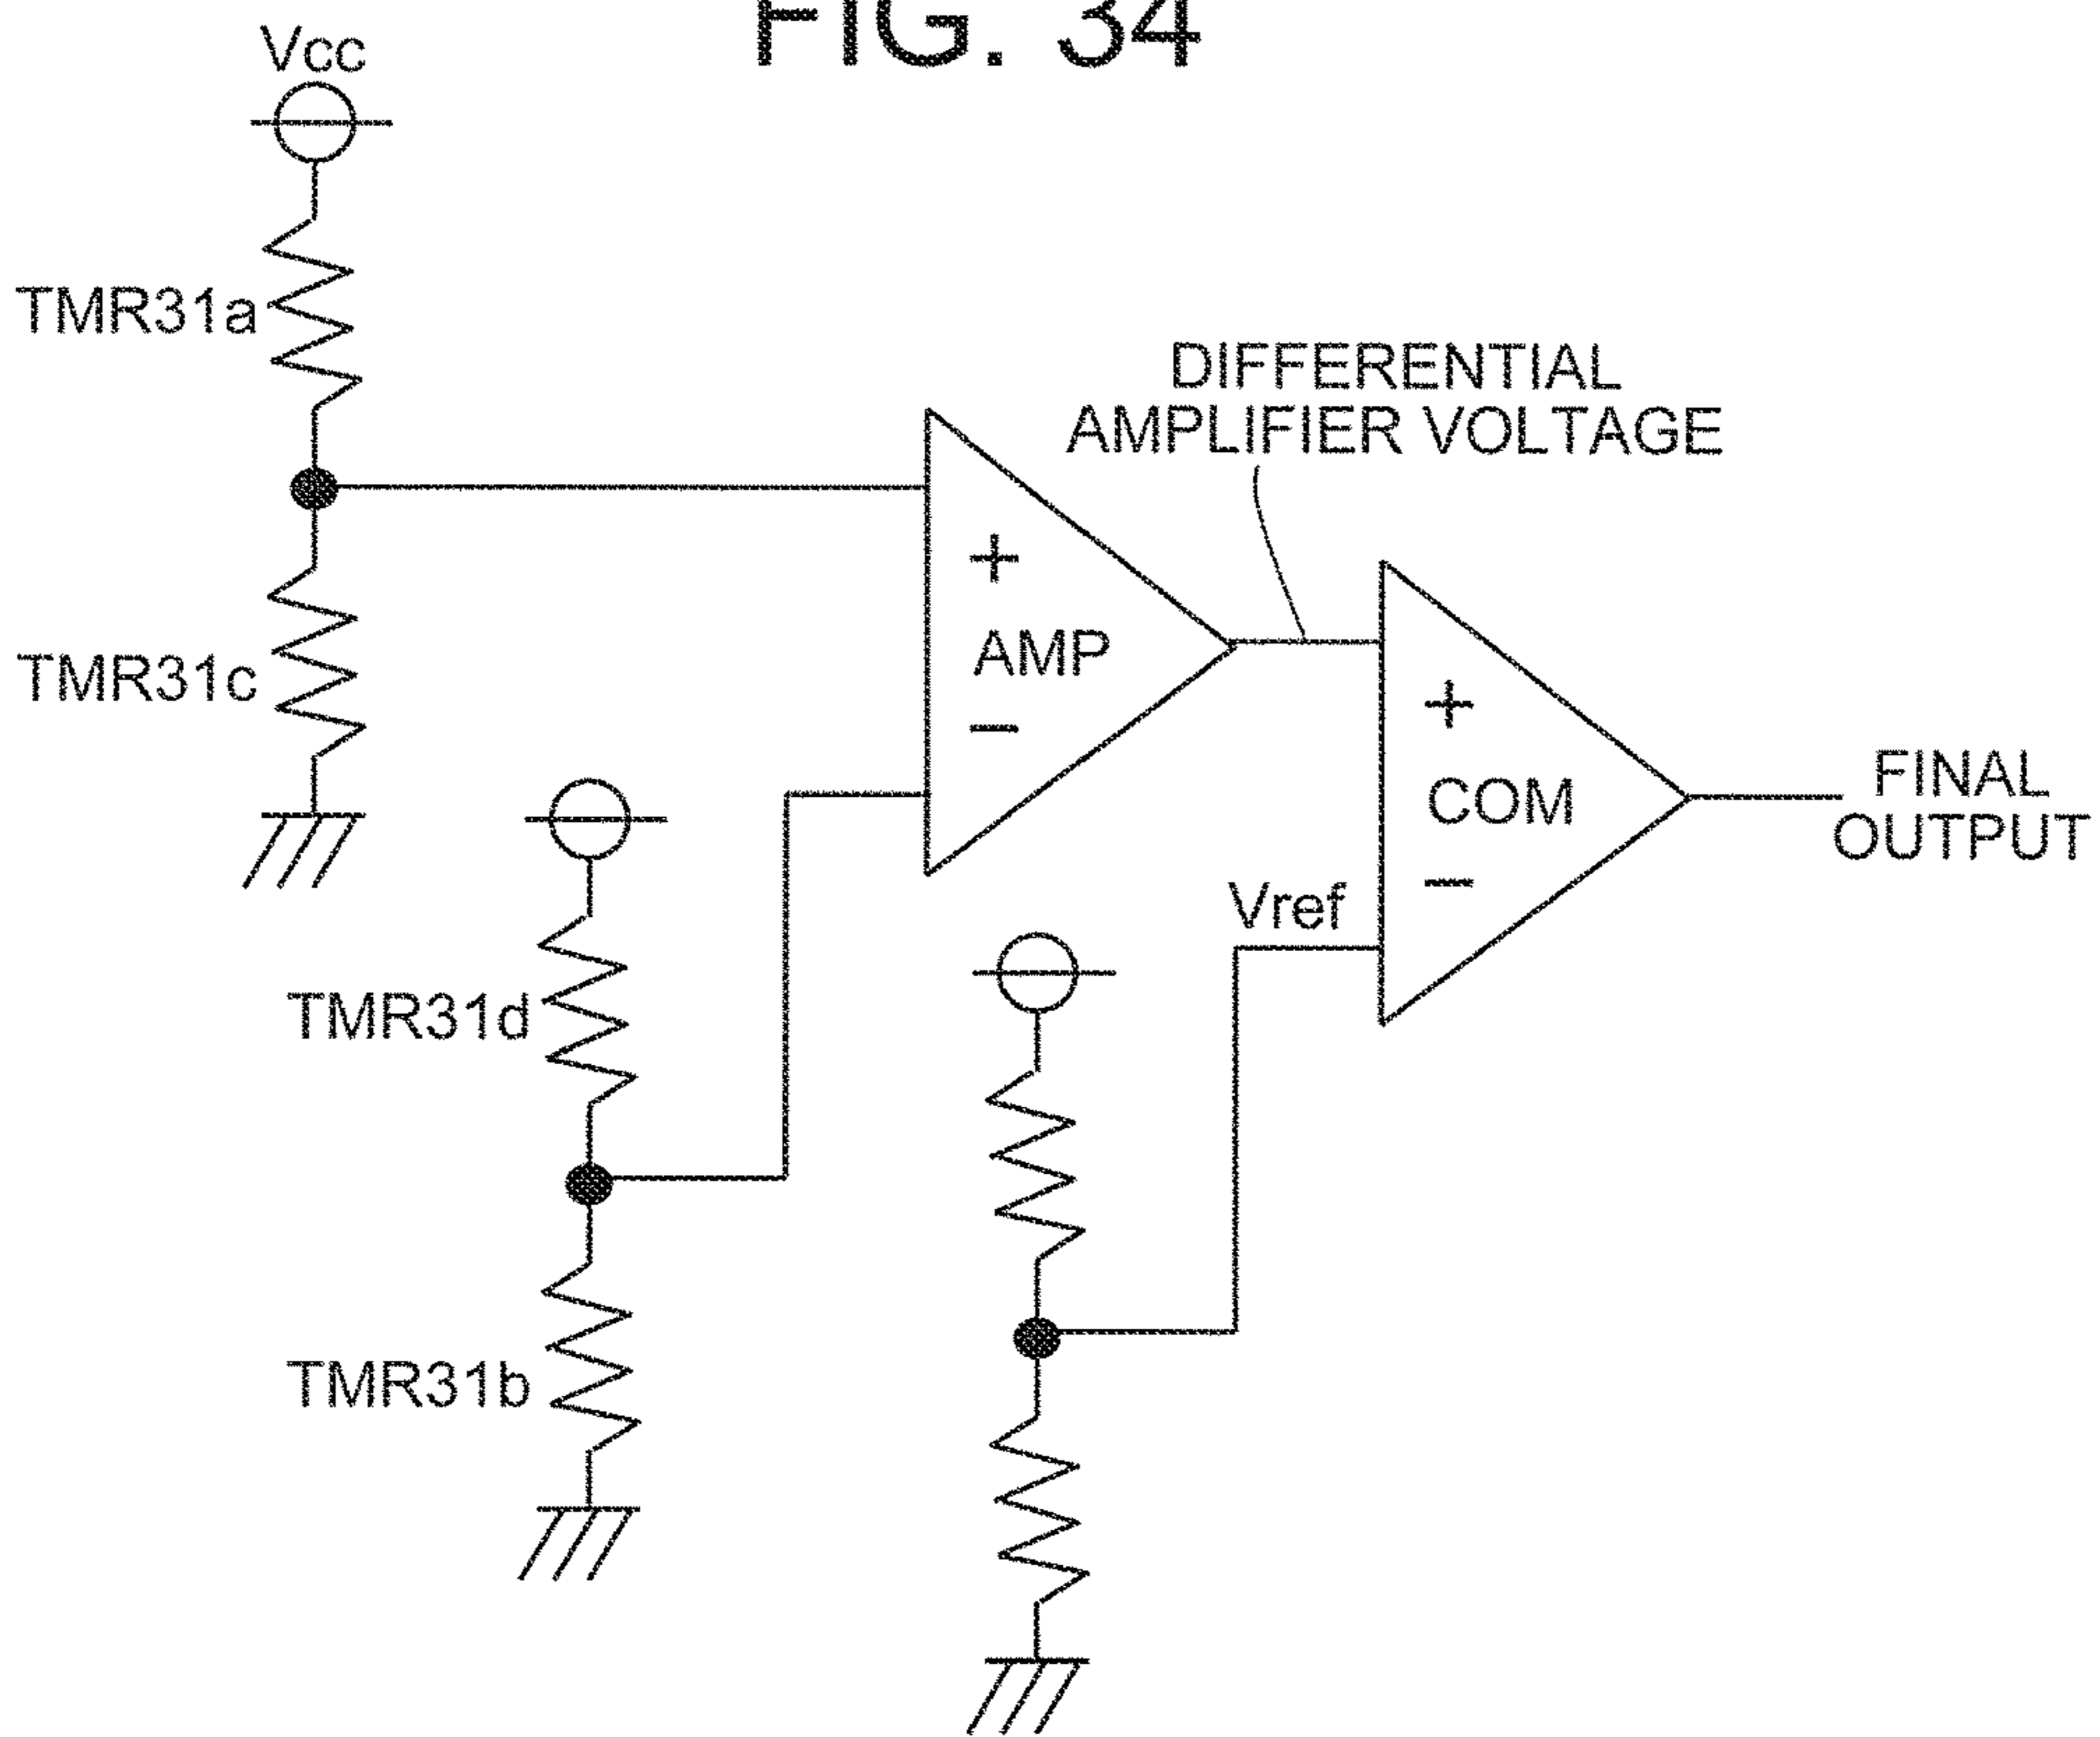 FIG. 34
Vcc
TMR31a
DIFFERENTIAL
AMPLIFIER VOLTAGE
+
AMP
−
TMR31c
+
COM
−
FINAL
OUTPUT
Vref
TMR31d
TMR31b